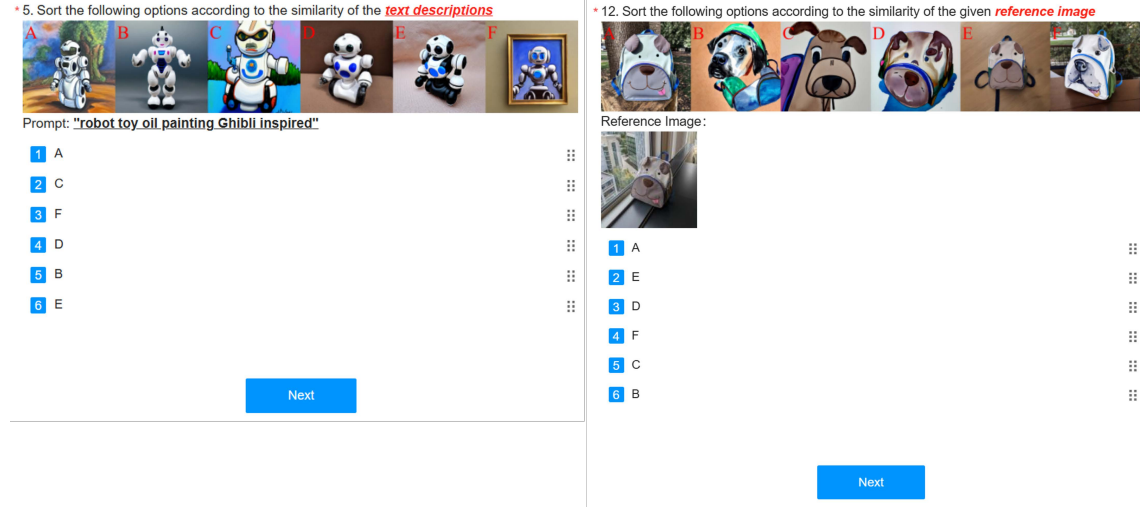 * 5. Sort the following options according to the similarity of the text descriptions
A B C D E F
Prompt: "robot toy oil painting Ghibli inspired"
1 A
2 C
3 F
4 D
5 B
6 E
Next
* 12. Sort the following options according to the similarity of the given reference image
A B C D E F
Reference Image:
1 A
2 E
3 D
4 F
5 C
6 B
Next